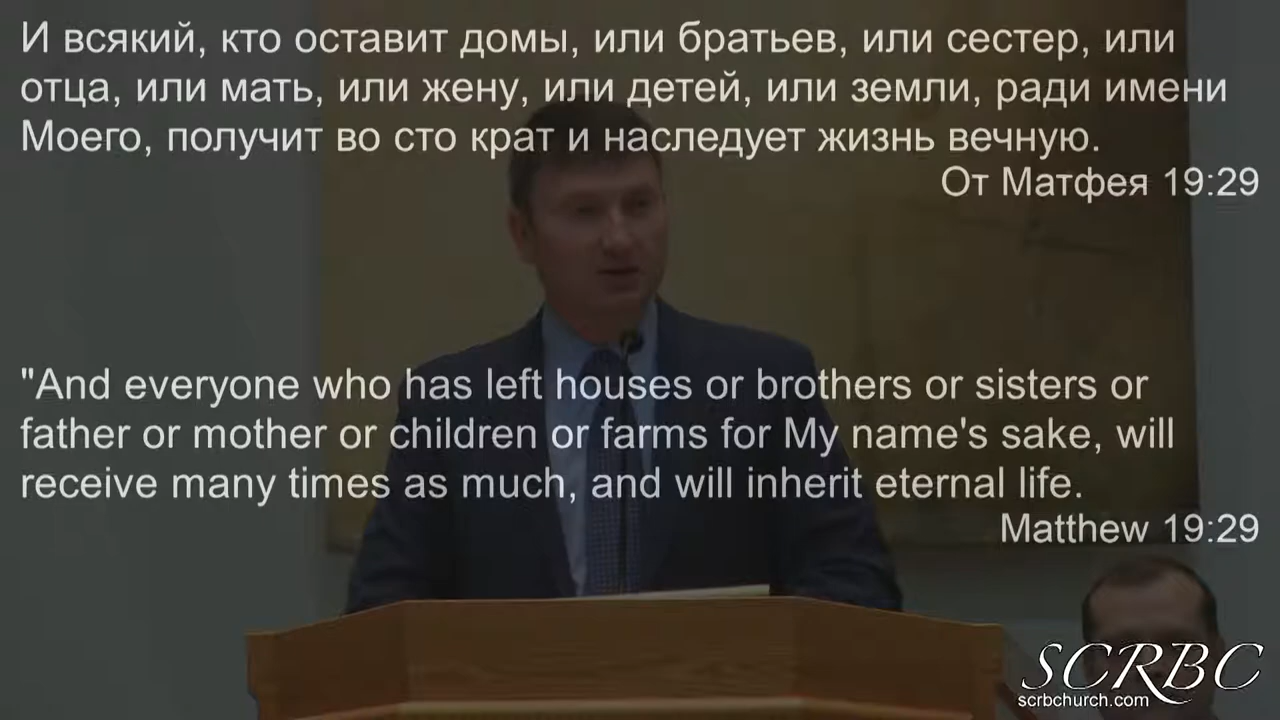 И всякий, кто оставит домы, или братьев, или сестер, или
отца, или мать, или жену, или детей, или земли, ради имени
Моего, получит во сто крат и наследует жизнь вечную.
От Матфея 19:29
"And everyone who has left houses or brothers or sisters or
father or mother or children or farms for My name's sake, will
receive many times as much, and will inherit eternal life.
Matthew 19:29
SCRBC
scrbchurch.com